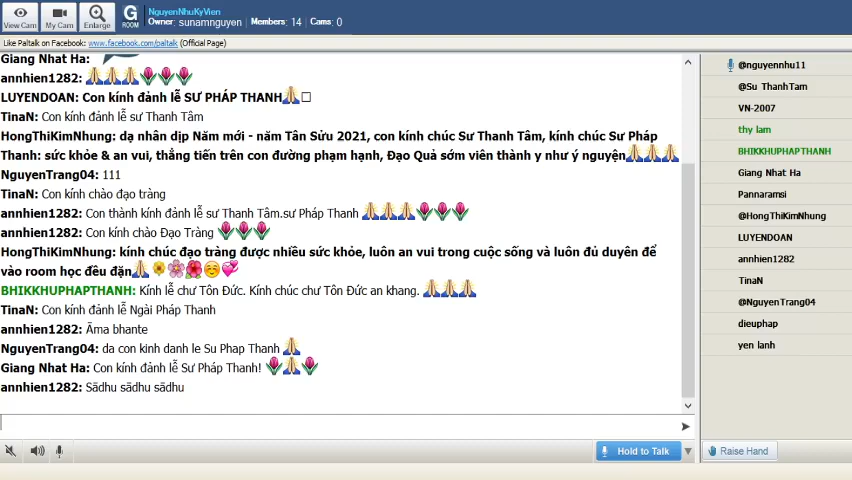 View Cam
My Cam
Enlarge
G
ROOM
NguyenNhuKyVien
Owner: sunamnguyen | Members: 14 | Cams: 0
Like Paltalk on Facebook: www.facebook.com/paltalk (Official Page)
Giang Nhat Ha:
annhien1282:
LUYENDOAN: Con kính đảnh lễ SƯ PHÁP THANH
TinaN: Con kính đảnh lễ sư Thanh Tâm
HongThiKimNhung: dạ nhân dịp Năm mới - năm Tân Sửu 2021, con kính chúc Sư Thanh Tâm, kính chúc Sư Pháp
Thanh: sức khỏe & an vui, thẳng tiến trên con đường phạm hạnh, Đạo Quả sớm viên thành y như ý nguyện
NguyenTrang04: 111
TinaN: Con kính chào đạo tràng
annhien1282: Con thành kính đảnh lễ sư Thanh Tâm.sư Pháp Thanh
annhien1282: Con kính chào Đạo Tràng
HongThiKimNhung: kính chúc đạo tràng được nhiều sức khỏe, luôn an vui trong cuộc sống và luôn đủ duyên để
vào room học đều đặn
BHIKKHUPHAPTHANH: Kính lễ chư Tôn Đức. Kính chúc chư Tôn Đức an khang.
TinaN: Con kính đảnh lễ Ngài Pháp Thanh
annhien1282: Āma bhante
NguyenTrang04: da con kinh danh le Su Phap Thanh
Giang Nhat Ha: Con kính đảnh lễ Sư Pháp Thanh!
annhien1282: Sādhu sādhu sādhu
@nguyennhu11
@Su ThanhTam
VN-2007
thy lam
BHIKKHUPHAPTHANH
Giang Nhat Ha
Pannaramsi
@HongThiKimNhung
LUYENDOAN
annhien1282
TinaN
@NguyenTrang04
dieuphap
yen lanh
Hold to Talk
Raise Hand